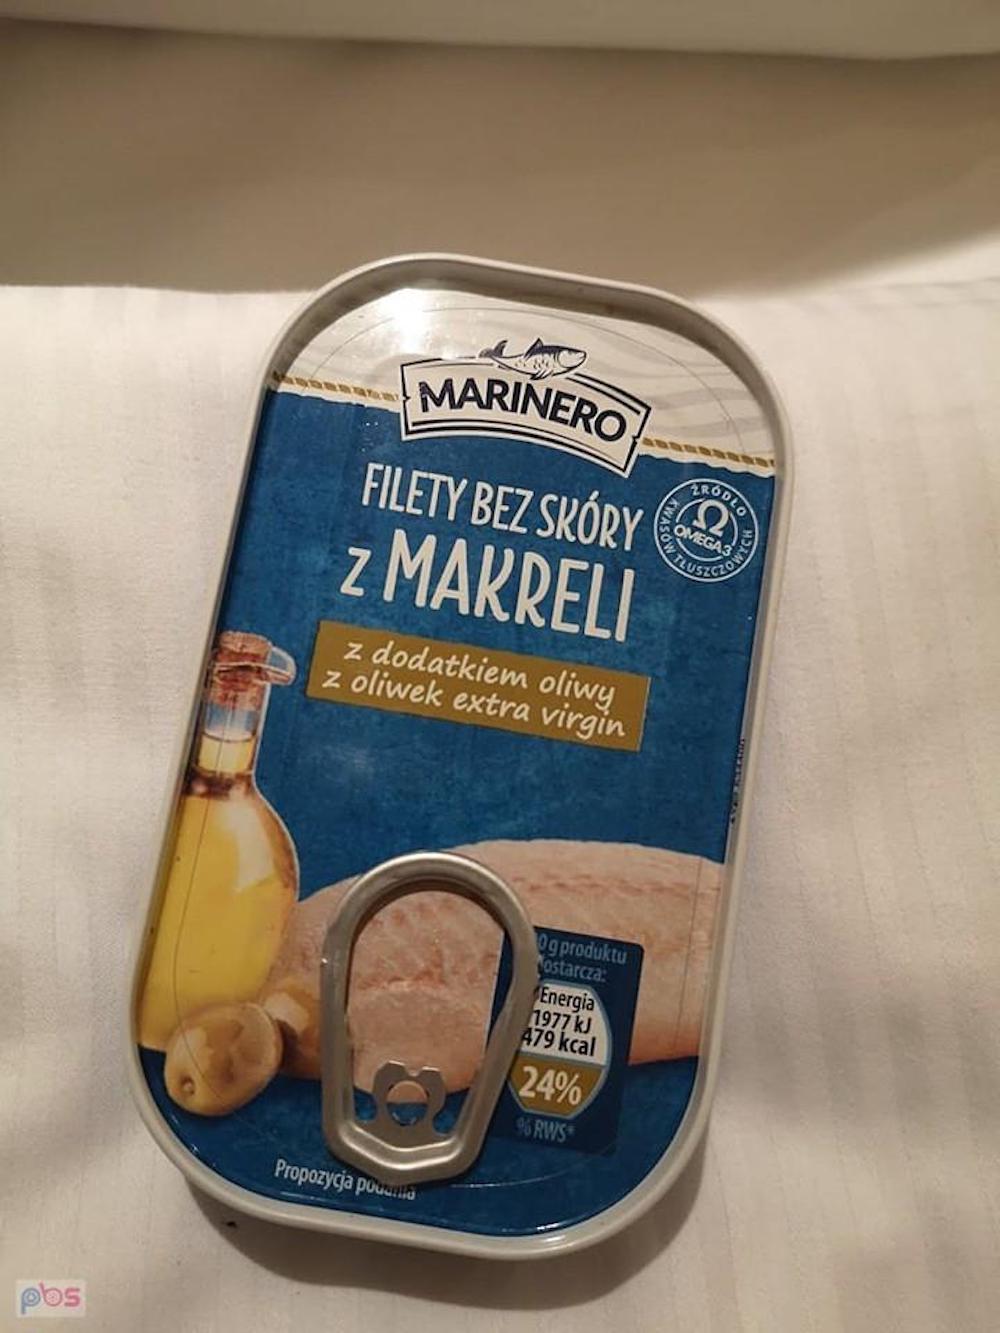 MARINERO
FILETY BEZ SKÓRY
z MAKRELI
ŹRÓDŁO
KWASÓW TŁUSZCZOWYCH
Ω
OMEGA 3
z dodatkiem oliwy
z oliwek extra virgin
g produktu
Energia
1977 kJ
479 kcal
24%
% RWS*
Propozycja podania
pbs